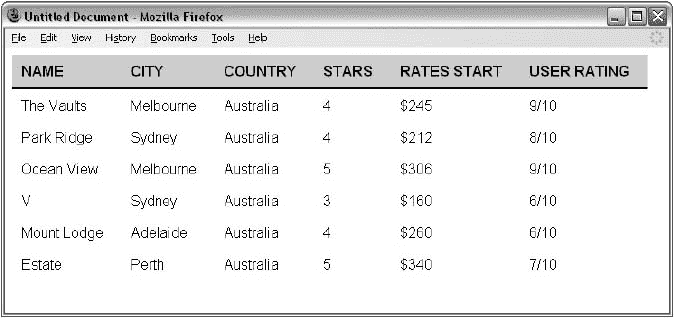 Untitled Document - Mozilla Firefox
File Edit View History Bookmarks Tools Help
NAME CITY COUNTRY STARS RATES START USER RATING
The Vaults Melbourne Australia 4 $245 9/10
Park Ridge Sydney Australia 4 $212 8/10
Ocean View Melbourne Australia 5 $306 9/10
V Sydney Australia 3 $160 6/10
Mount Lodge Adelaide Australia 4 $260 6/10
Estate Perth Australia 5 $340 7/10